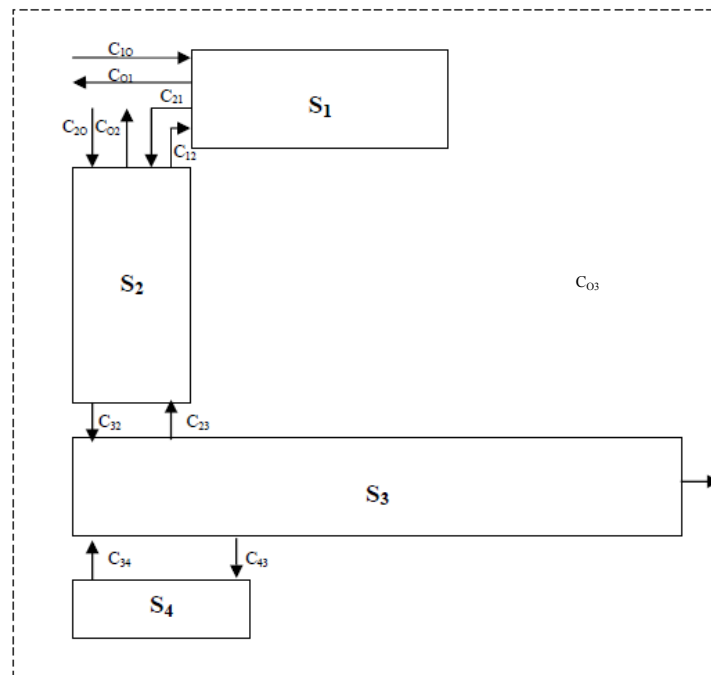 C₁₀
C₀₁
S₁
C₂₁
C₂₀
C₀₂
C₁₂
S₂
C₀₃
C₃₂
C₂₃
S₃
C₃₄
C₄₃
S₄